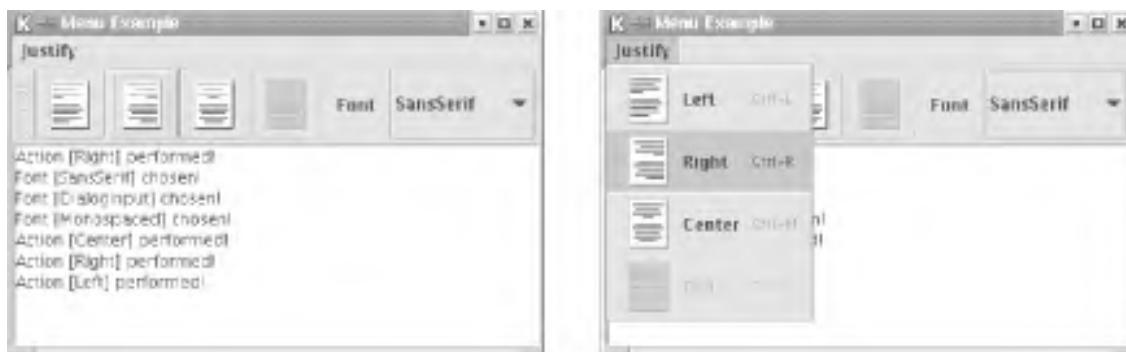 Menu Example
Justify
Font SansSerif
Action [Right] performed!
Font [SansSerif] chosen!
Font [DialogInput] chosen!
Font [Monospaced] chosen!
Action [Center] performed!
Action [Right] performed!
Action [Left] performed!
Menu Example
Justify
Left Ctrl-L
Font SansSerif
Right Ctrl-R
Center